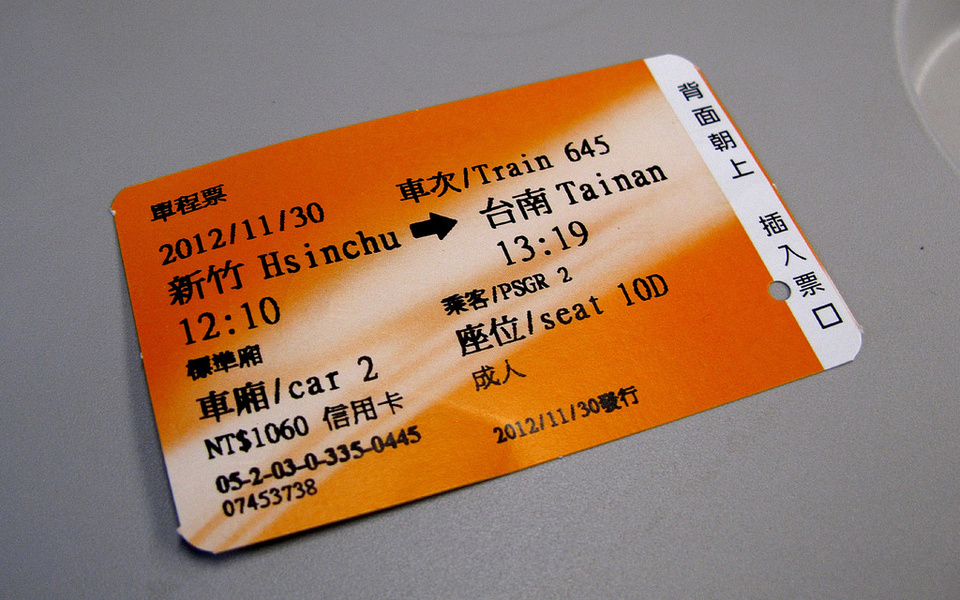 單程票
2012/11/30 車次/Train 645
新竹 Hsinchu 台南 Tainan
12:10 13:19
標準廂 乘客/PSGR 2
車廂/car 2 座位/seat 10D
NT$1060 信用卡 成人
05-2-03-0-335-0445 2012/11/30發行
07453738
背面朝上 插入票口